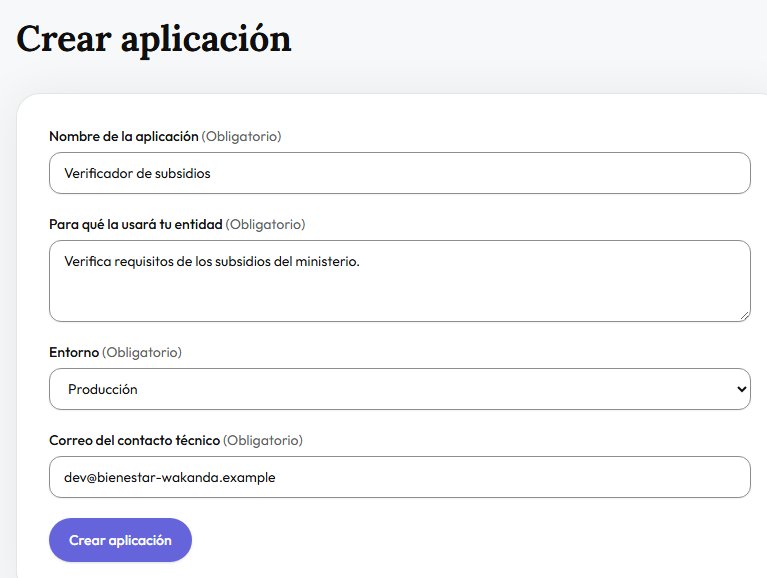 Crear aplicación
Nombre de la aplicación (Obligatorio)
Verificador de subsidios
Para qué la usará tu entidad (Obligatorio)
Verifica requisitos de los subsidios del ministerio.
Entorno (Obligatorio)
Producción
Correo del contacto técnico (Obligatorio)
dev@bienestar-wakanda.example
Crear aplicación